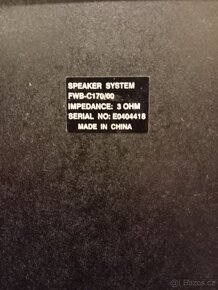 SPEAKER SYSTEM
FWB-C170/00
IMPEDANCE: 3 OHM
SERIAL NO: E0404418
MADE IN CHINA
Bazos.cz